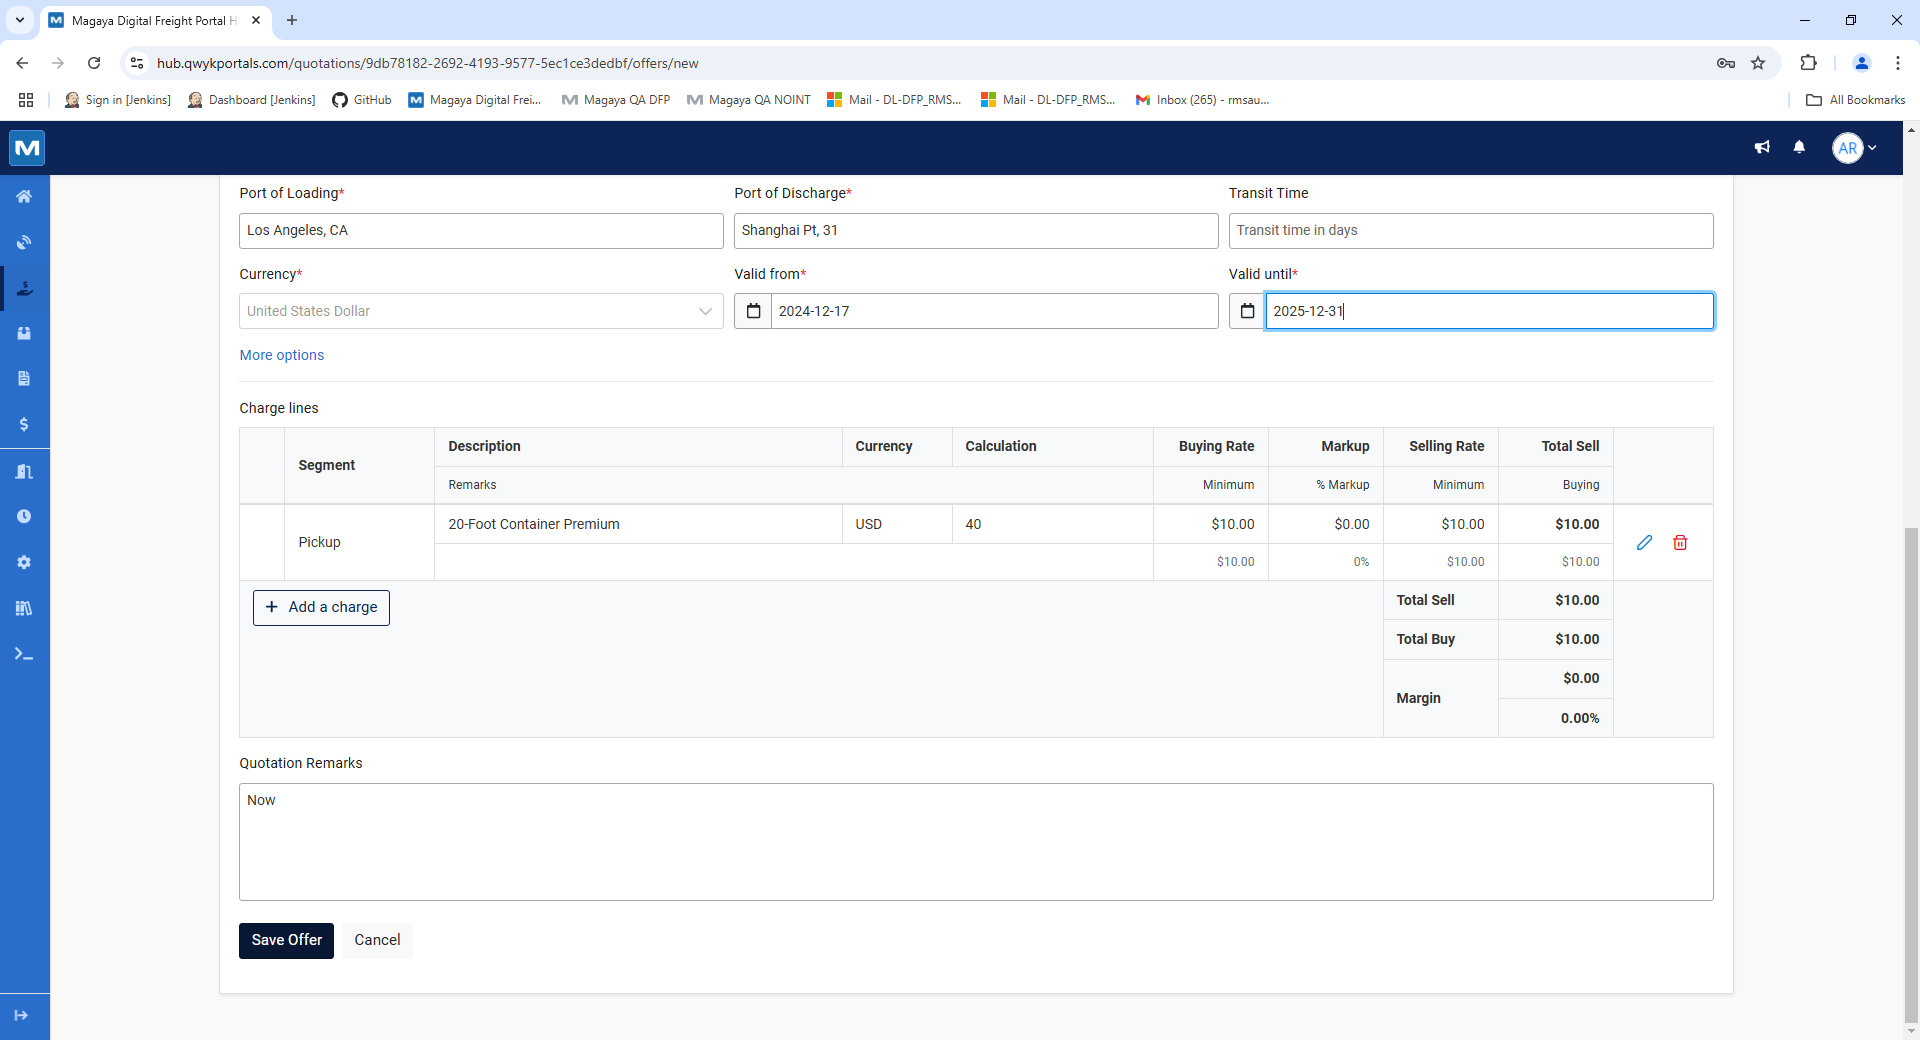 Magaya Digital Freight Portal H
hub.qwykportals.com/quotations/9db78182-2692-4193-9577-5ec1ce3dedbf/offers/new
Sign in [Jenkins]
Dashboard [Jenkins]
GitHub
Magaya Digital Frei...
Magaya QA DFP
Magaya QA NOINT
Mail - DL-DFP_RMS...
Mail - DL-DFP_RMS...
Inbox (265) - rmsau...
All Bookmarks
AR
Port of Loading*
Port of Discharge*
Transit Time
Los Angeles, CA
Shanghai Pt, 31
Transit time in days
Currency*
Valid from*
Valid until*
United States Dollar
2024-12-17
2025-12-31
More options
Charge lines
Segment
Description
Currency
Calculation
Buying Rate
Markup
Selling Rate
Total Sell
Remarks
Minimum
% Markup
Minimum
Buying
Pickup
20-Foot Container Premium
USD
40
$10.00
$0.00
$10.00
$10.00
$10.00
0%
$10.00
$10.00
+ Add a charge
Total Sell
$10.00
Total Buy
$10.00
Margin
$0.00
0.00%
Quotation Remarks
Now
Save Offer
Cancel